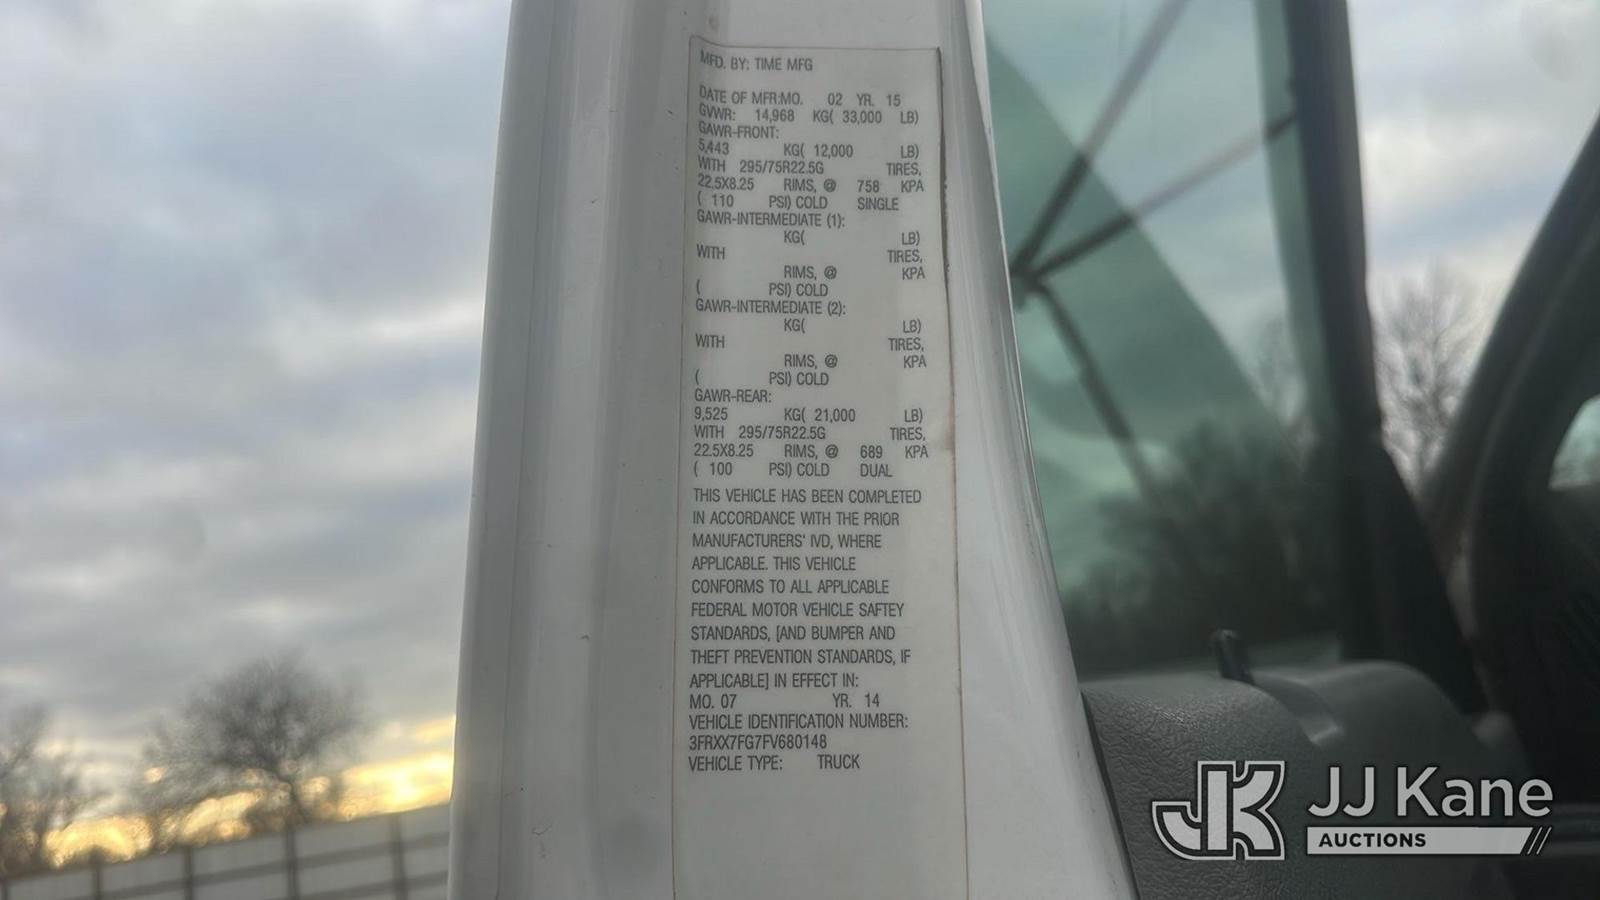 MFD. BY: TIME MFG
DATE OF MFR:MO. 02 YR. 15
GVWR: 14,968 KG( 33,000 LB)
GAWR-FRONT:
5,443 KG( 12,000 LB)
WITH 295/75R22.5G TIRES,
22.5X8.25 RIMS, @ 758 KPA
( 110 PSI) COLD SINGLE
GAWR-INTERMEDIATE (1):
KG( LB)
WITH TIRES,
RIMS, @ KPA
( PSI) COLD
GAWR-INTERMEDIATE (2):
KG( LB)
WITH TIRES,
RIMS, @ KPA
( PSI) COLD
GAWR-REAR:
9,525 KG( 21,000 LB)
WITH 295/75R22.5G TIRES,
22.5X8.25 RIMS, @ 689 KPA
( 100 PSI) COLD DUAL
THIS VEHICLE HAS BEEN COMPLETED
IN ACCORDANCE WITH THE PRIOR
MANUFACTURERS' IVD, WHERE
APPLICABLE. THIS VEHICLE
CONFORMS TO ALL APPLICABLE
FEDERAL MOTOR VEHICLE SAFTEY
STANDARDS, [AND BUMPER AND
THEFT PREVENTION STANDARDS, IF
APPLICABLE] IN EFFECT IN:
MO. 07 YR. 14
VEHICLE IDENTIFICATION NUMBER:
3FRXX7FG7FV680148
VEHICLE TYPE: TRUCK
JK JJ Kane
AUCTIONS